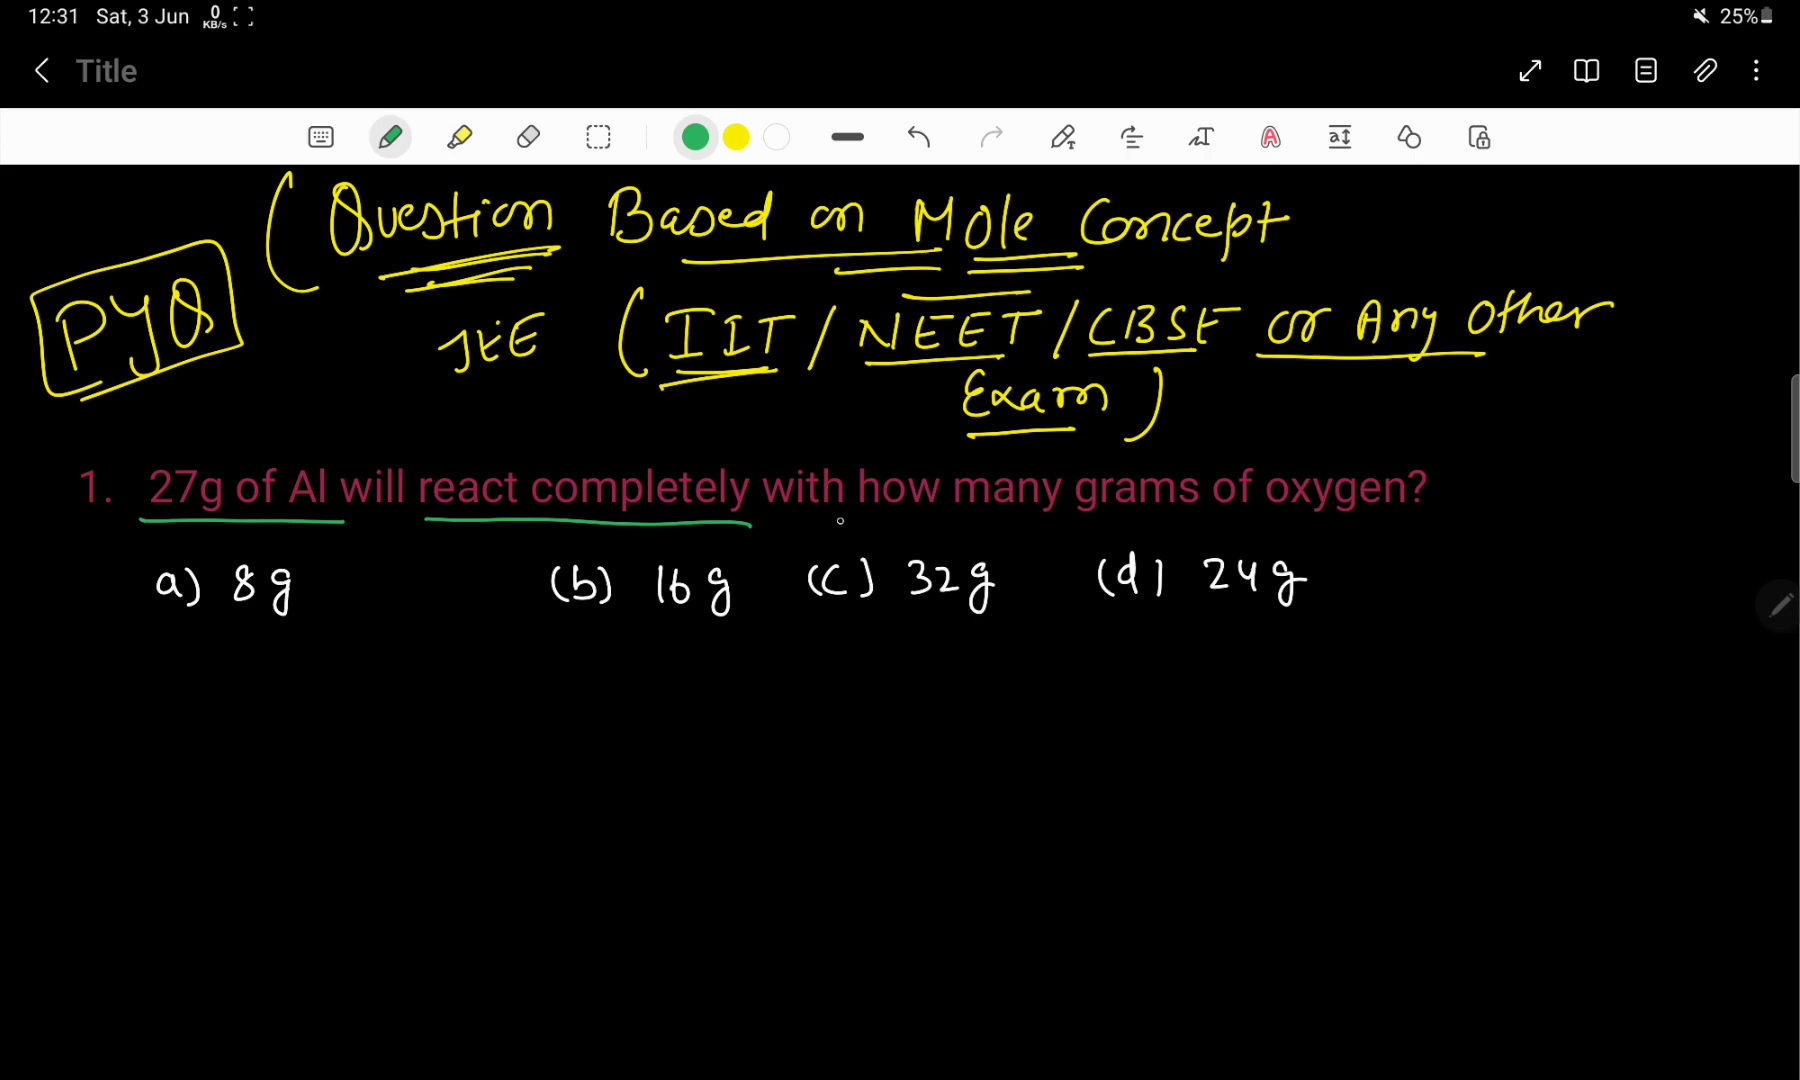 12:31 Sat, 3 Jun 0 KB/s 25%
Title
(Question Based on Mole Concept
PYQ
JEE (IIT / NEET / CBSE or Any Other
Exam)
1. 27g of Al will react completely with how many grams of oxygen?
a) 8g (b) 16g (c) 32g (d) 24g